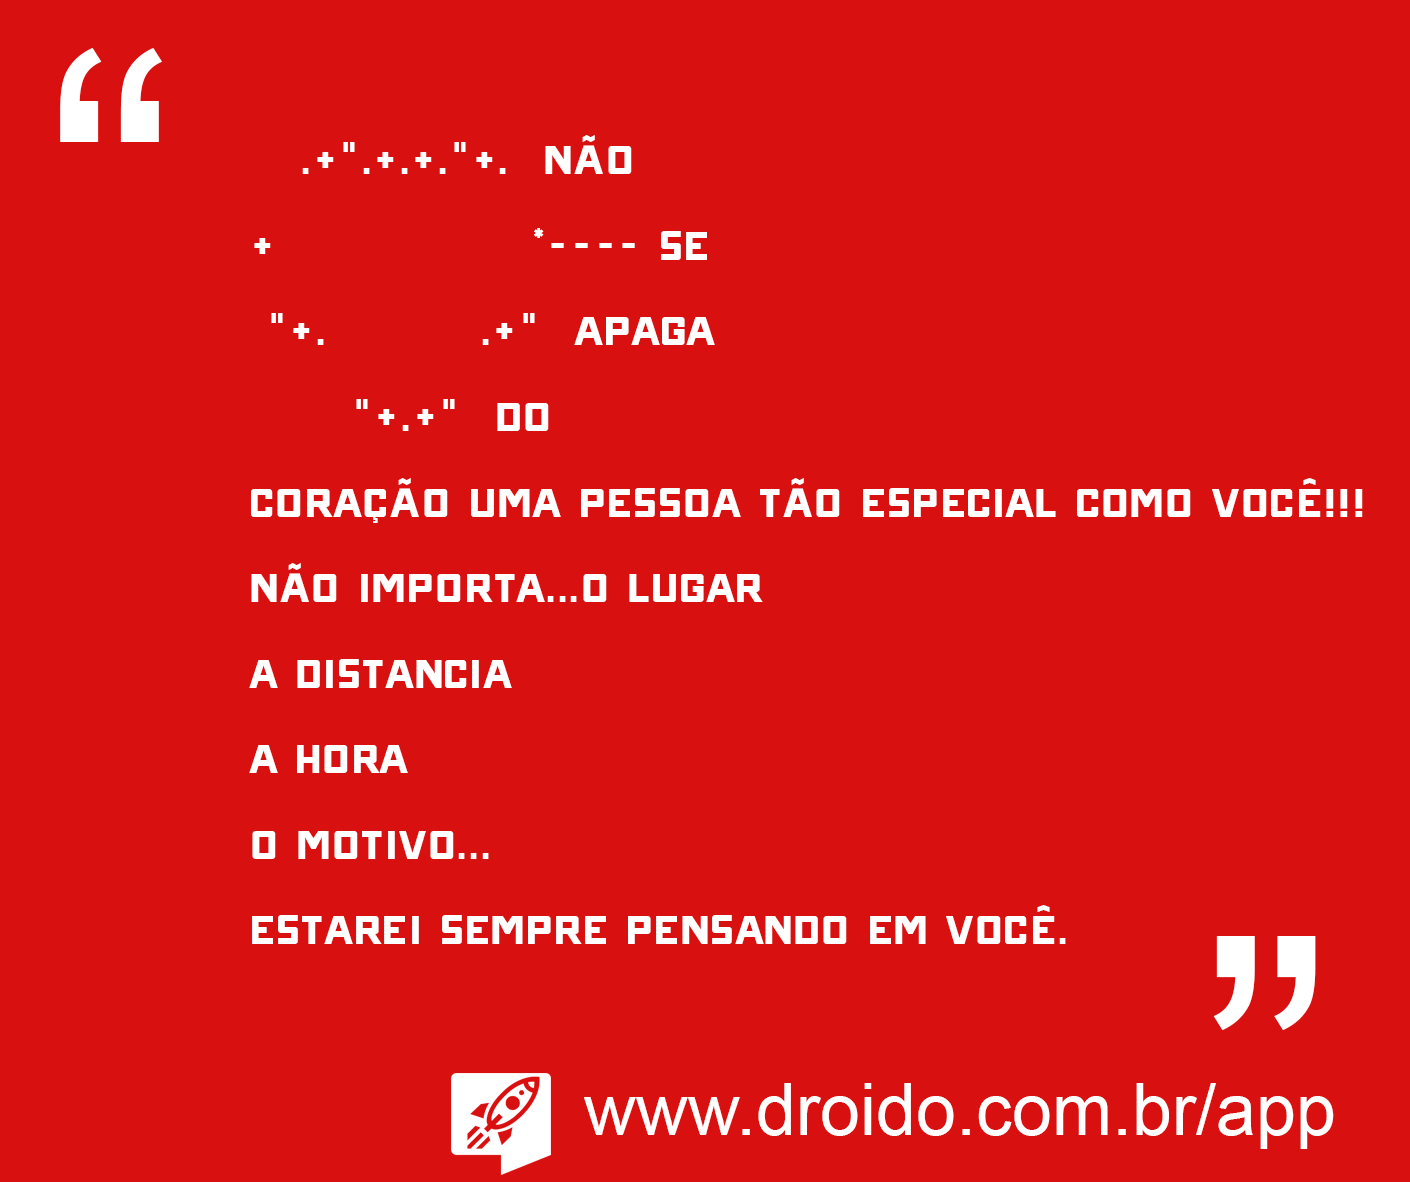 “
.+".+.+."+. NÃO
+ *---- SE
"+. .+" APAGA
"+.+" DO
CORAÇÃO UMA PESSOA TÃO ESPECIAL COMO VOCÊ!!!
NÃO IMPORTA...O LUGAR
A DISTANCIA
A HORA
O MOTIVO...
ESTAREI SEMPRE PENSANDO EM VOCÊ.
”
www.droido.com.br/app